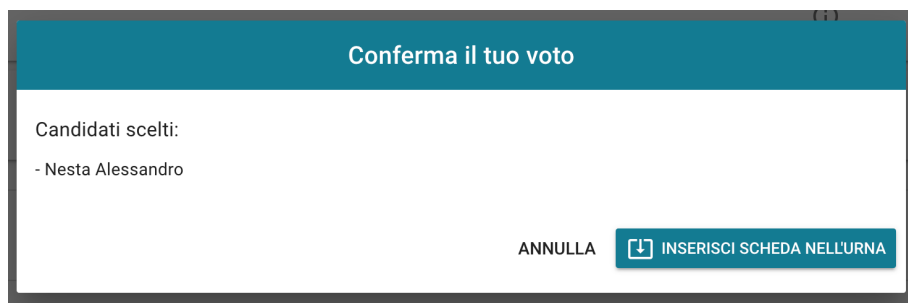 Conferma il tuo voto
Candidati scelti:
- Nesta Alessandro
ANNULLA
INSERISCI SCHEDA NELL'URNA